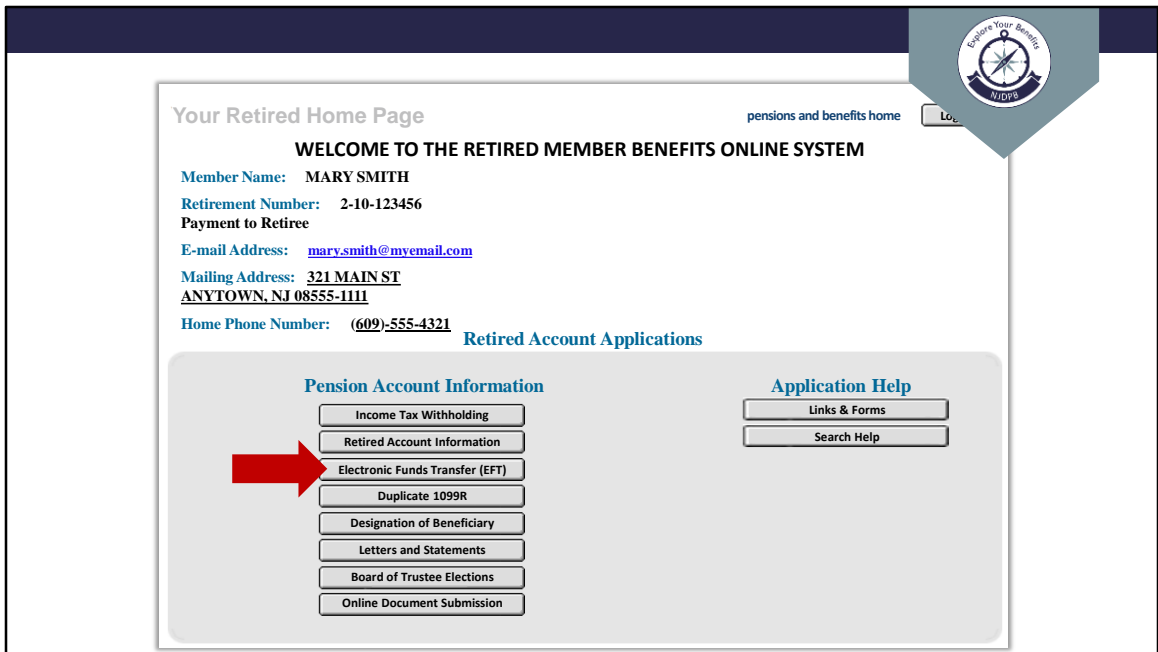 Explore Your Benefits
NJDPB
Your Retired Home Page
pensions and benefits home
WELCOME TO THE RETIRED MEMBER BENEFITS ONLINE SYSTEM
Member Name: MARY SMITH
Retirement Number: 2-10-123456
Payment to Retiree
E-mail Address: mary.smith@myemail.com
Mailing Address: 321 MAIN ST
ANYTOWN, NJ 08555-1111
Home Phone Number: (609)-555-4321
Retired Account Applications
Pension Account Information
Application Help
Income Tax Withholding
Links & Forms
Retired Account Information
Search Help
Electronic Funds Transfer (EFT)
Duplicate 1099R
Designation of Beneficiary
Letters and Statements
Board of Trustee Elections
Online Document Submission